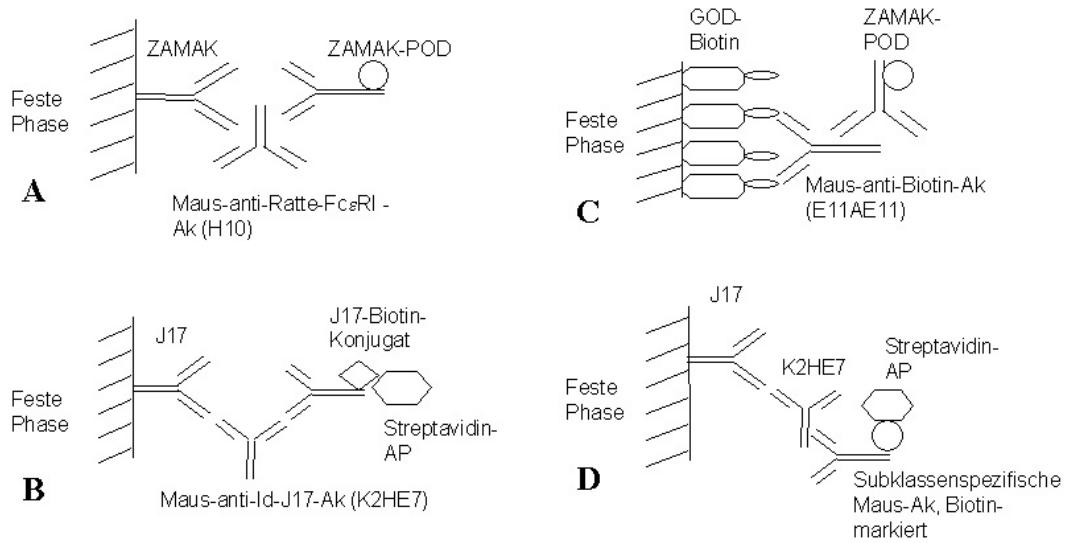 ZAMAK
ZAMAK-POD
Feste
Phase
A
Maus-anti-Ratte-FcεRI -
Ak (H10)
GOD-
Biotin
ZAMAK-
POD
Feste
Phase
C
Maus-anti-Biotin-Ak
(E11AE11)
J17
J17-Biotin-
Konjugat
Feste
Phase
Streptavidin-
AP
B
Maus-anti-Id-J17-Ak (K2HE7)
J17
K2HE7
Streptavidin-
AP
Feste
Phase
D
Subklassenspezifische
Maus-Ak, Biotin-
markiert